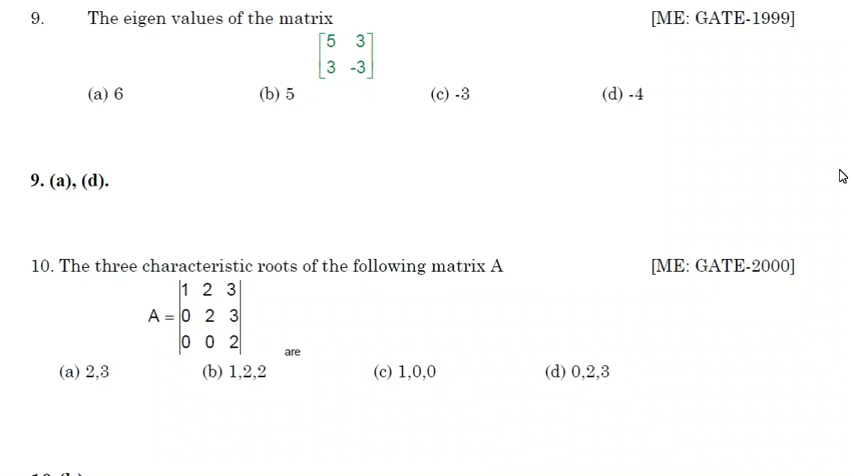 9. The eigen values of the matrix [ME: GATE-1999]
5 3
3 -3
(a) 6 (b) 5 (c) -3 (d) -4
9. (a), (d).
10. The three characteristic roots of the following matrix A [ME: GATE-2000]
1 2 3
A = 0 2 3
0 0 2
are
(a) 2,3 (b) 1,2,2 (c) 1,0,0 (d) 0,2,3